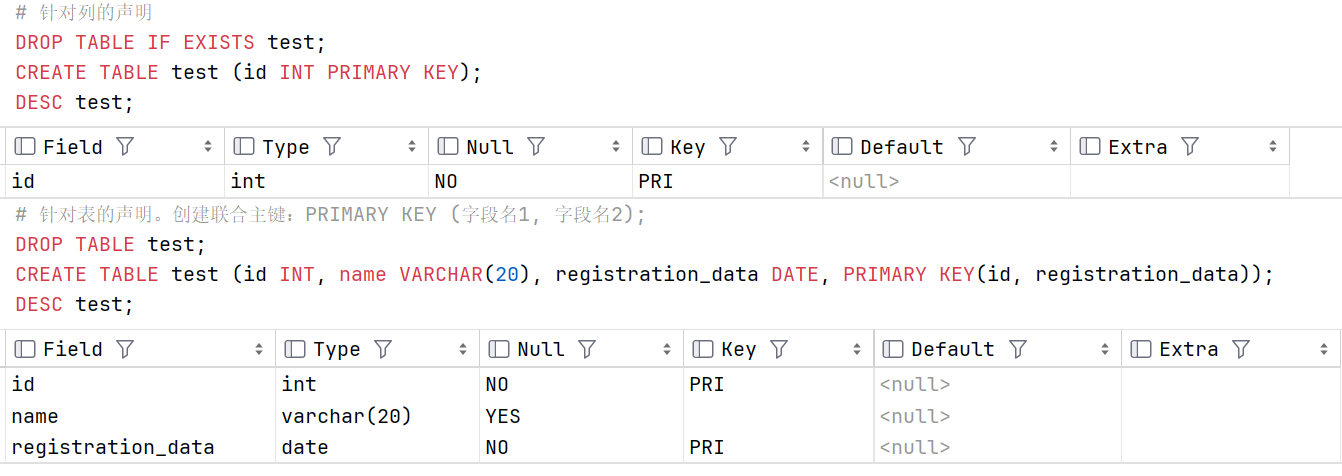 # 针对列的声明
DROP TABLE IF EXISTS test;
CREATE TABLE test (id INT PRIMARY KEY);
DESC test;
Field Type Null Key Default Extra
id int NO PRI <null>
# 针对表的声明。创建联合主键：PRIMARY KEY (字段名1, 字段名2);
DROP TABLE test;
CREATE TABLE test (id INT, name VARCHAR(20), registration_data DATE, PRIMARY KEY(id, registration_data));
DESC test;
Field Type Null Key Default Extra
id int NO PRI <null>
name varchar(20) YES <null>
registration_data date NO PRI <null>